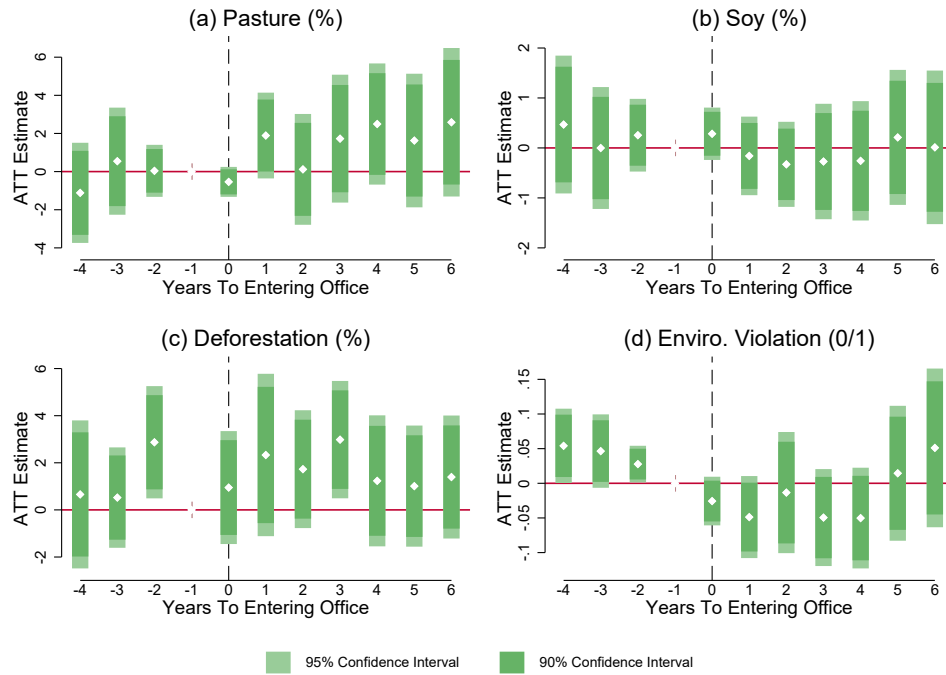 (a) Pasture (%)
ATT Estimate
-4 -2 0 2 4 6
-4 -3 -2 -1 0 1 2 3 4 5 6
Years To Entering Office
(b) Soy (%)
ATT Estimate
-2 -1 0 1 2
-4 -3 -2 -1 0 1 2 3 4 5 6
Years To Entering Office
(c) Deforestation (%)
ATT Estimate
-2 0 2 4 6
-4 -3 -2 -1 0 1 2 3 4 5 6
Years To Entering Office
(d) Enviro. Violation (0/1)
ATT Estimate
-.1 -.05 0 .05 .1 .15
-4 -3 -2 -1 0 1 2 3 4 5 6
Years To Entering Office
95% Confidence Interval
90% Confidence Interval